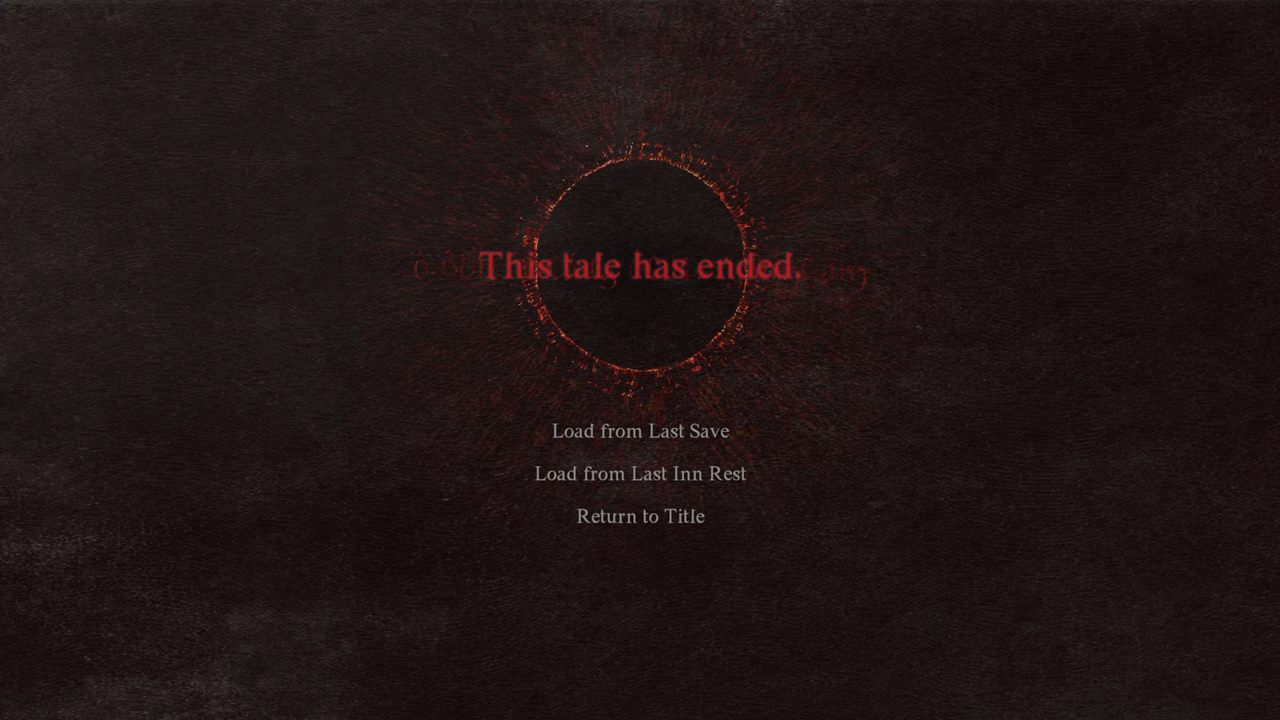 This tale has ended.
Load from Last Save
Load from Last Inn Rest
Return to Title